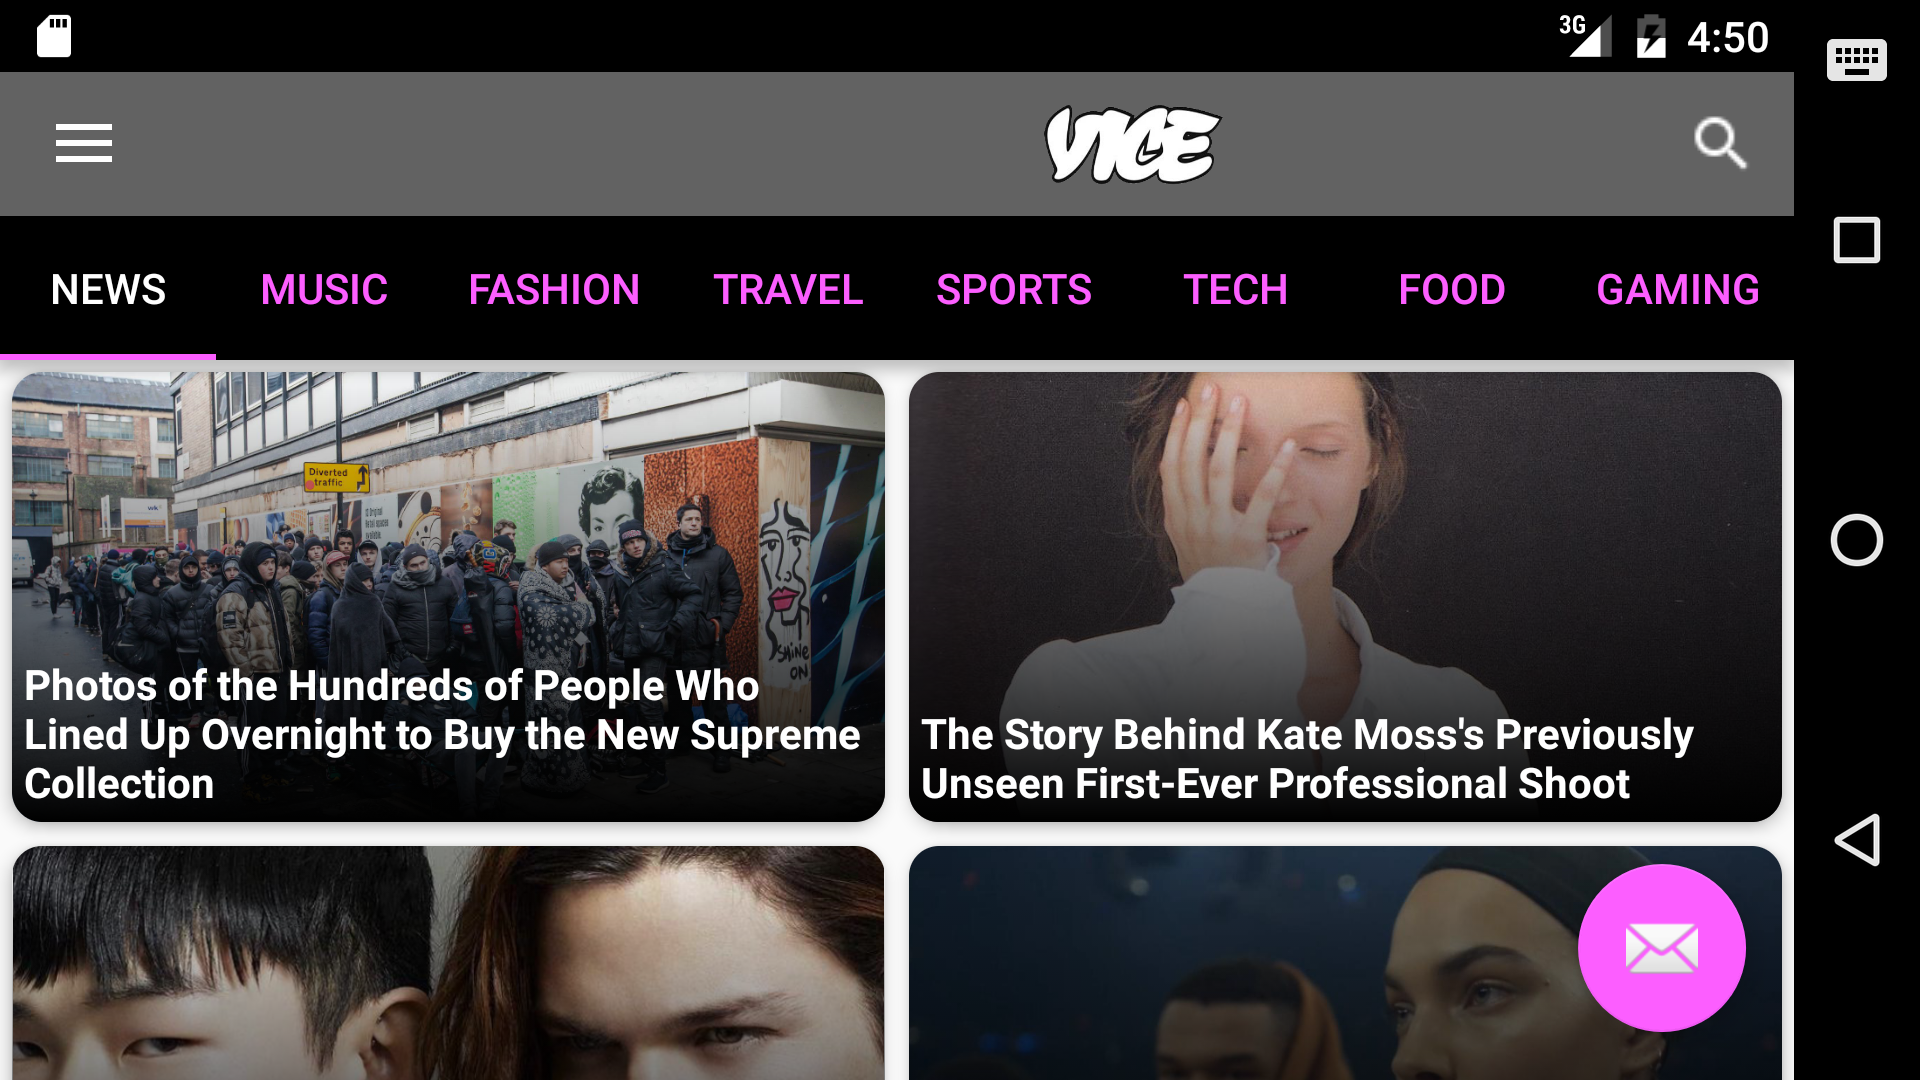 3G 4:50
VICE
NEWS MUSIC FASHION TRAVEL SPORTS TECH FOOD GAMING
Diverted
traffic
SHiNE
ON
Photos of the Hundreds of People Who
Lined Up Overnight to Buy the New Supreme
Collection
The Story Behind Kate Moss's Previously
Unseen First-Ever Professional Shoot